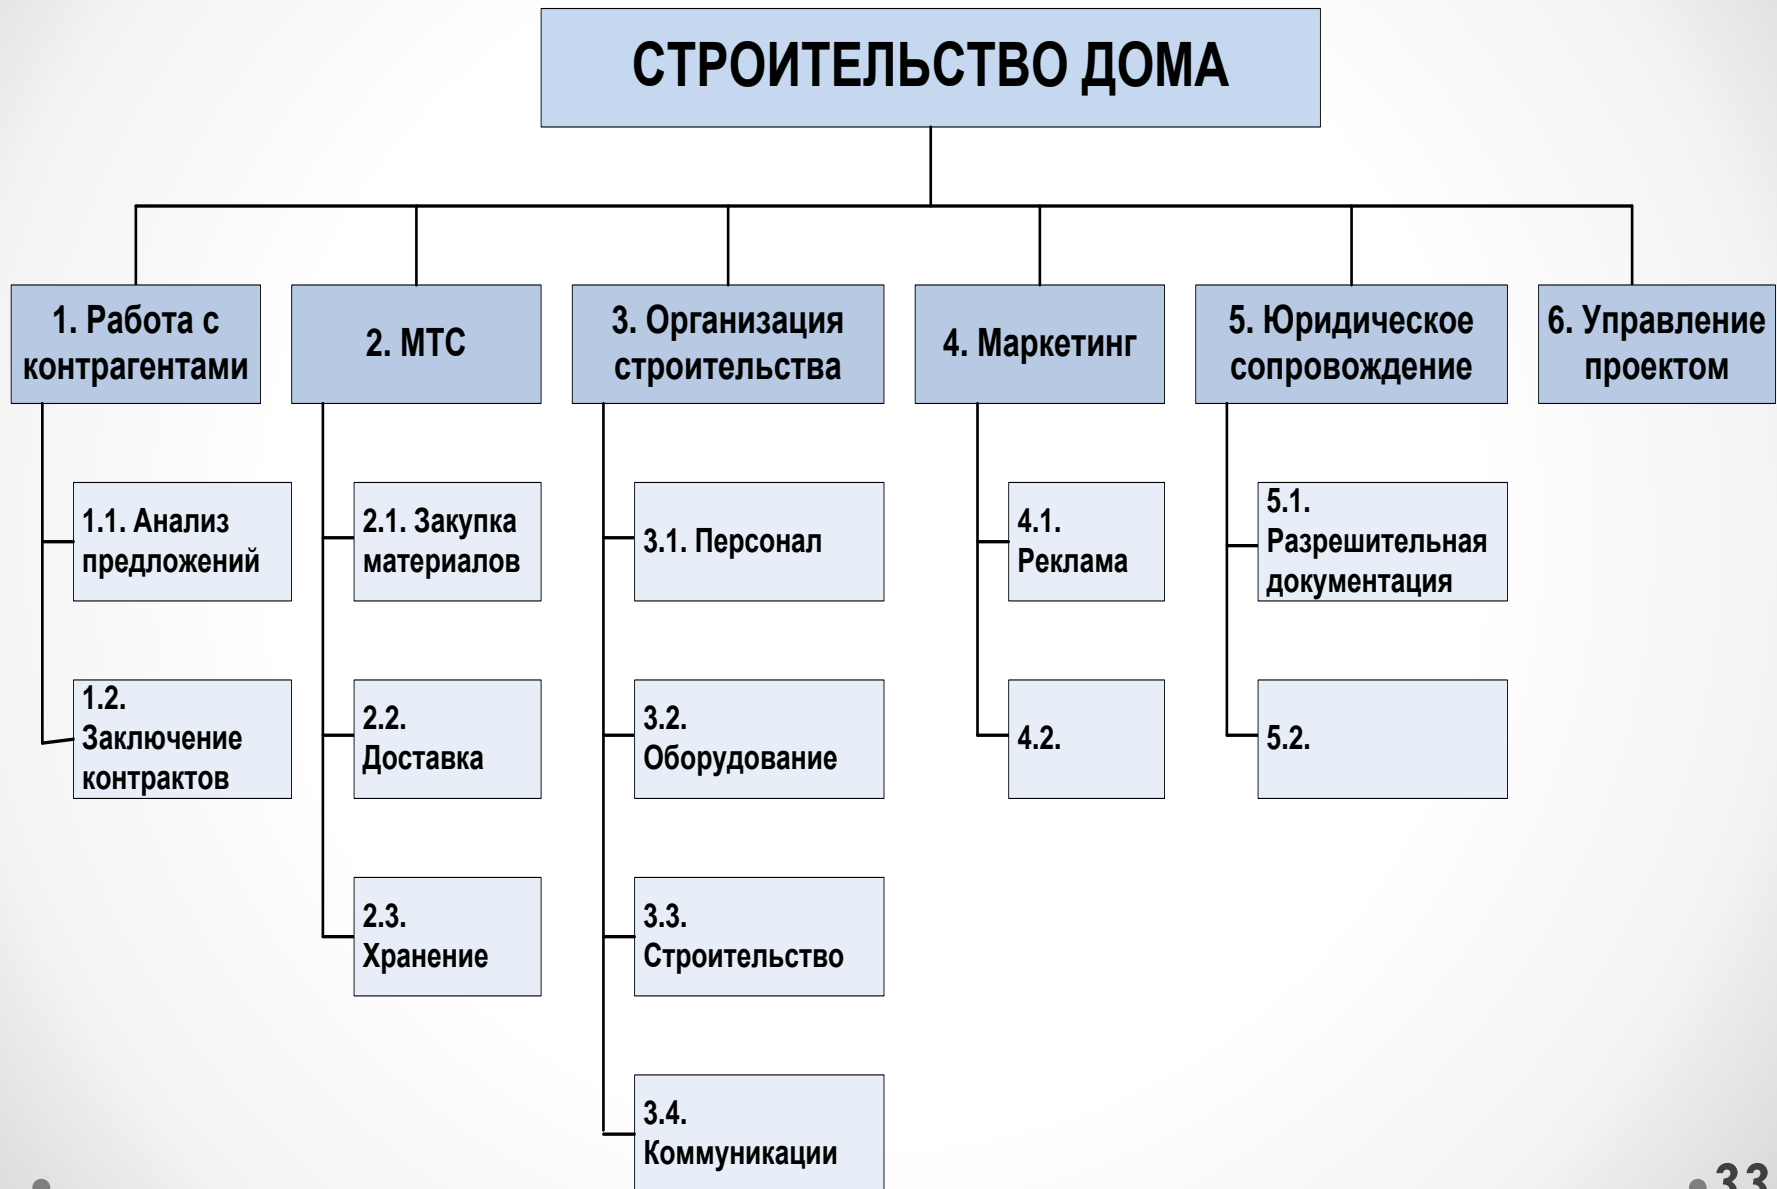 СТРОИТЕЛЬСТВО ДОМА
1. Работа с
контрагентами
2. МТС
3. Организация
строительства
4. Маркетинг
5. Юридическое
сопровождение
6. Управление
проектом
1.1. Анализ
предложений
2.1. Закупка
материалов
3.1. Персонал
4.1.
Реклама
5.1.
Разрешительная
документация
1.2.
Заключение
контрактов
2.2.
Доставка
3.2.
Оборудование
4.2.
5.2.
2.3.
Хранение
3.3.
Строительство
3.4.
Коммуникации
33